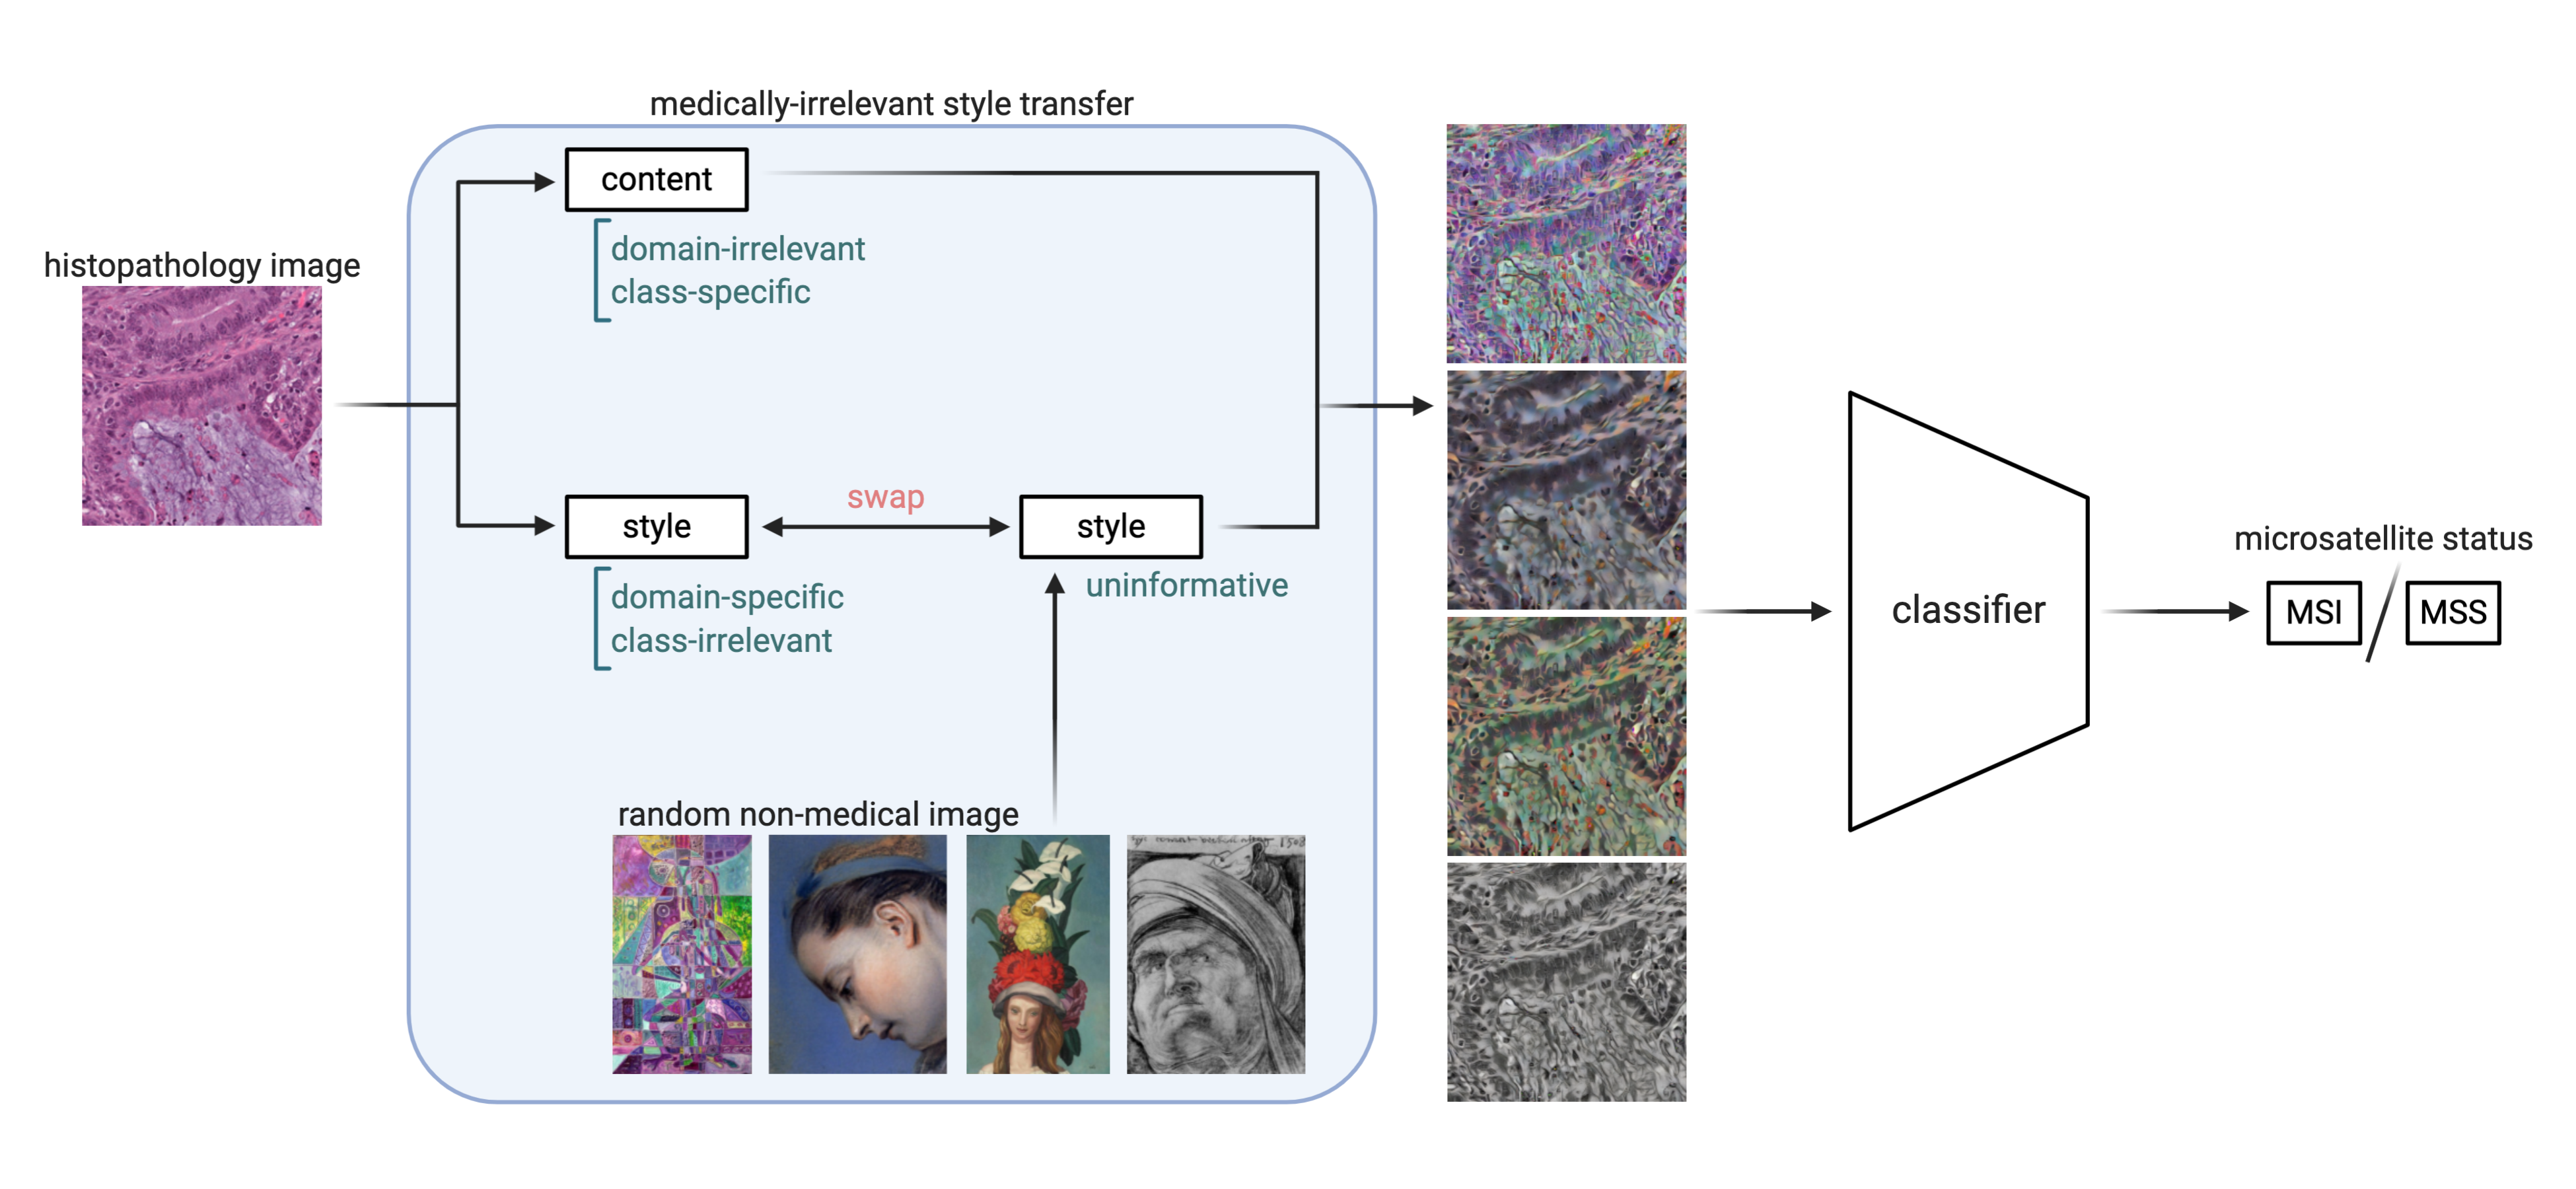 medically-irrelevant style transfer
content
domain-irrelevant
class-specific
histopathology image
swap
style
style
domain-specific
class-irrelevant
uninformative
random non-medical image
1508
classifier
microsatellite status
MSI
MSS